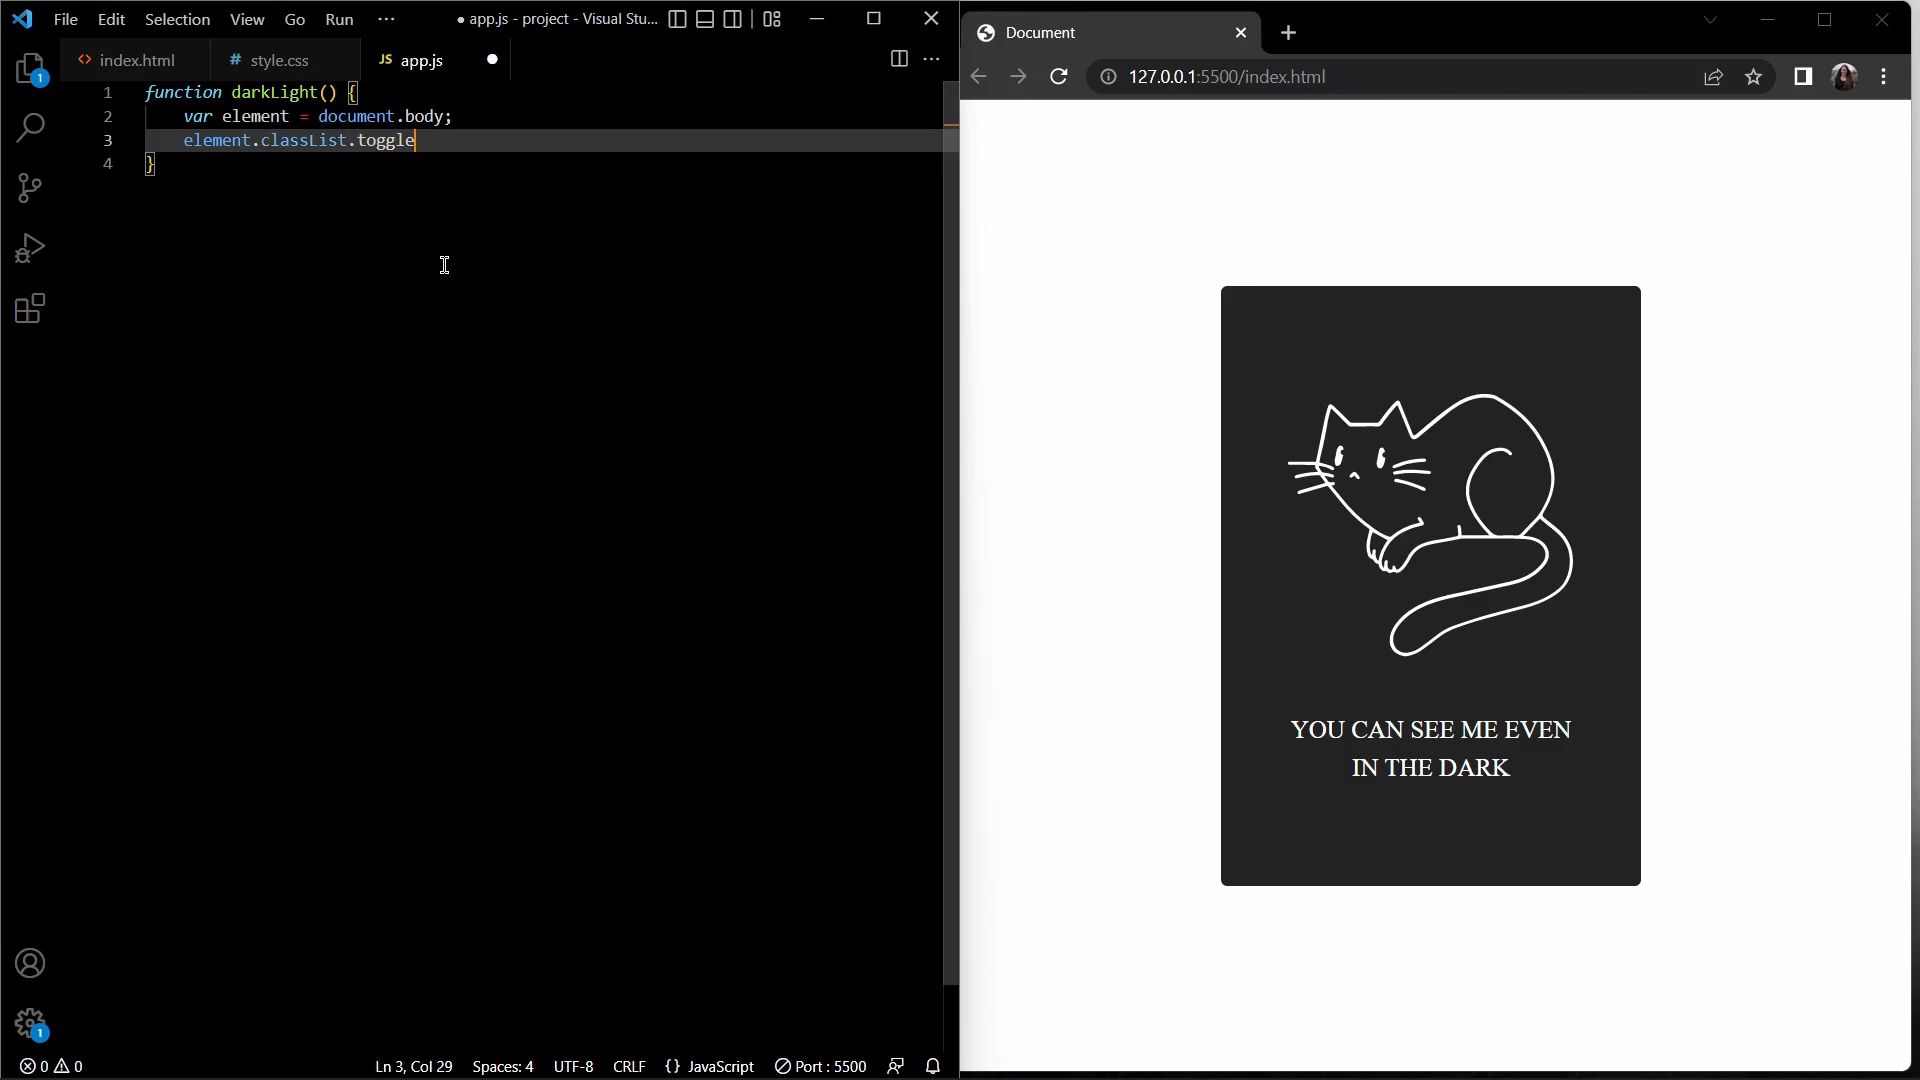 File Edit Selection View Go Run ···
● app.js - project - Visual Stu...
index.html
style.css
JS app.js
1 function darkLight() {
2 var element = document.body;
3 element.classList.toggle
4 }
1
1
0 0
Ln 3, Col 29 Spaces: 4 UTF-8 CRLF {} JavaScript Port : 5500
Document
127.0.0.1:5500/index.html
YOU CAN SEE ME EVEN
IN THE DARK